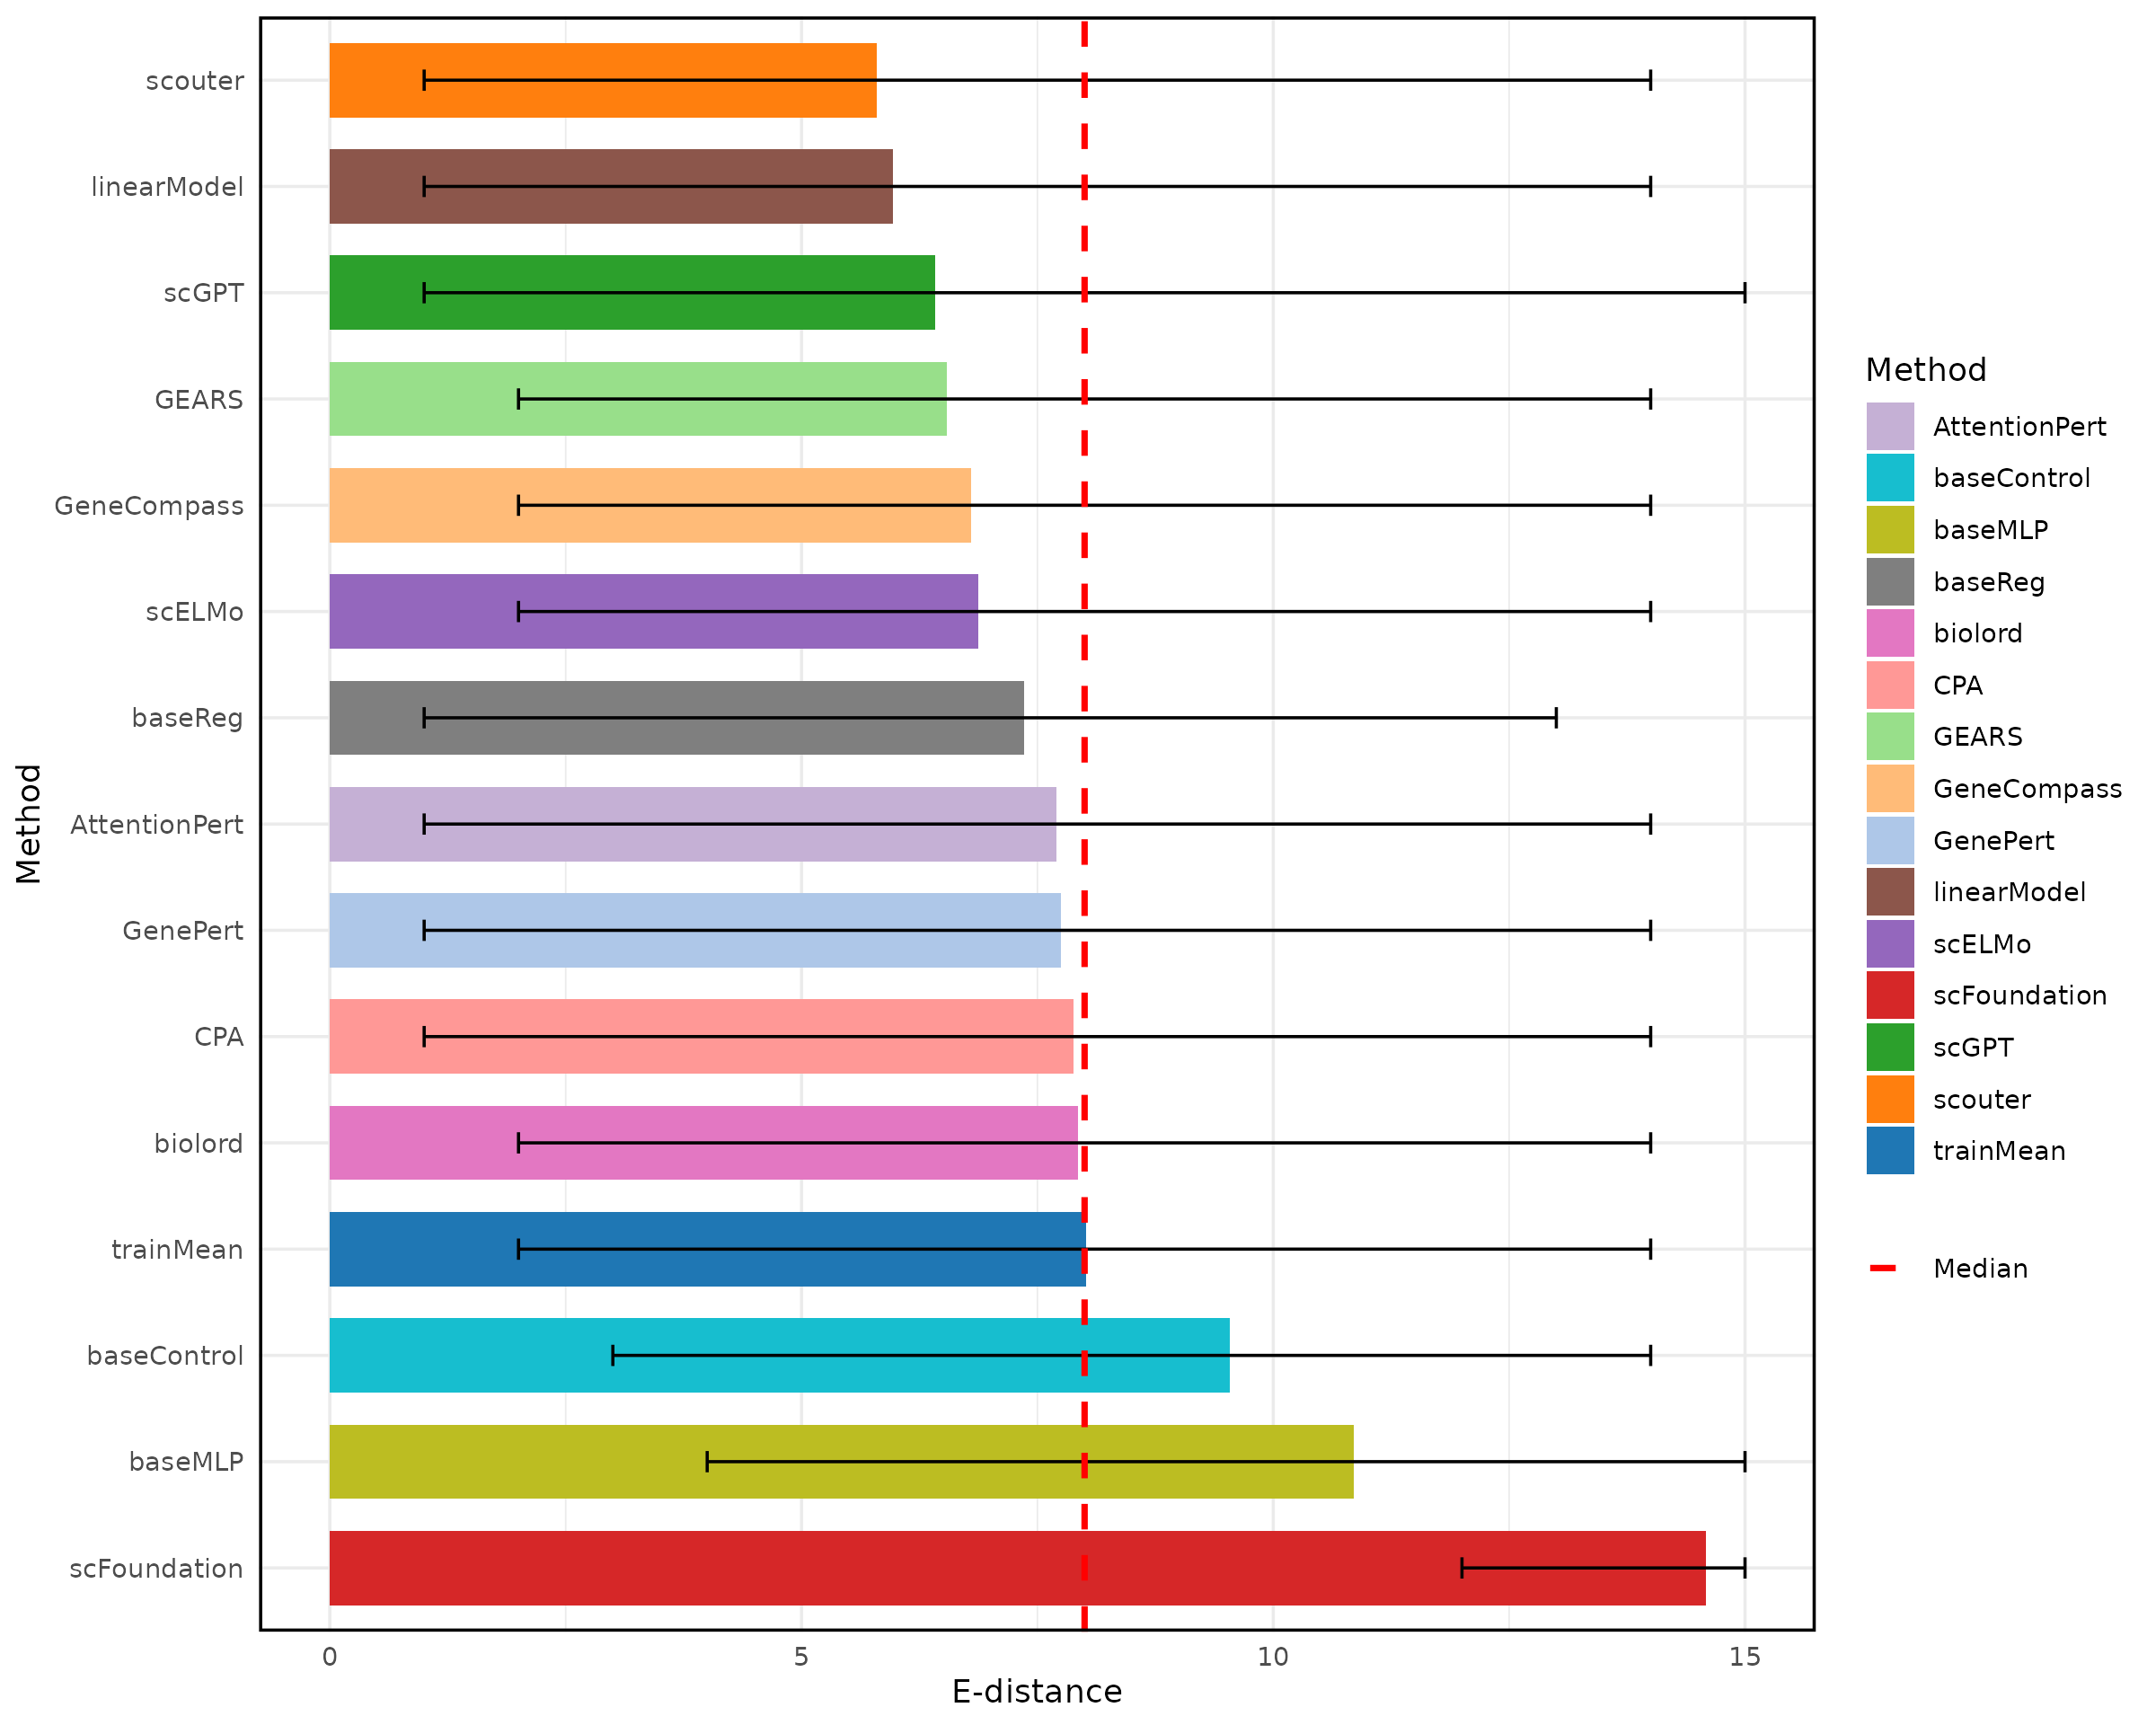 Method
scouter
linearModel
scGPT
GEARS
GeneCompass
scELMo
baseReg
AttentionPert
GenePert
CPA
biolord
trainMean
baseControl
baseMLP
scFoundation
0 5 10 15
E-distance
Method
AttentionPert
baseControl
baseMLP
baseReg
biolord
CPA
GEARS
GeneCompass
GenePert
linearModel
scELMo
scFoundation
scGPT
scouter
trainMean
Median